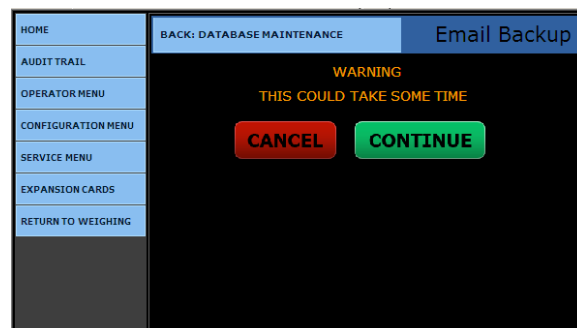 HOME
AUDIT TRAIL
OPERATOR MENU
CONFIGURATION MENU
SERVICE MENU
EXPANSION CARDS
RETURN TO WEIGHING
BACK: DATABASE MAINTENANCE
Email Backup
WARNING
THIS COULD TAKE SOME TIME
CANCEL
CONTINUE